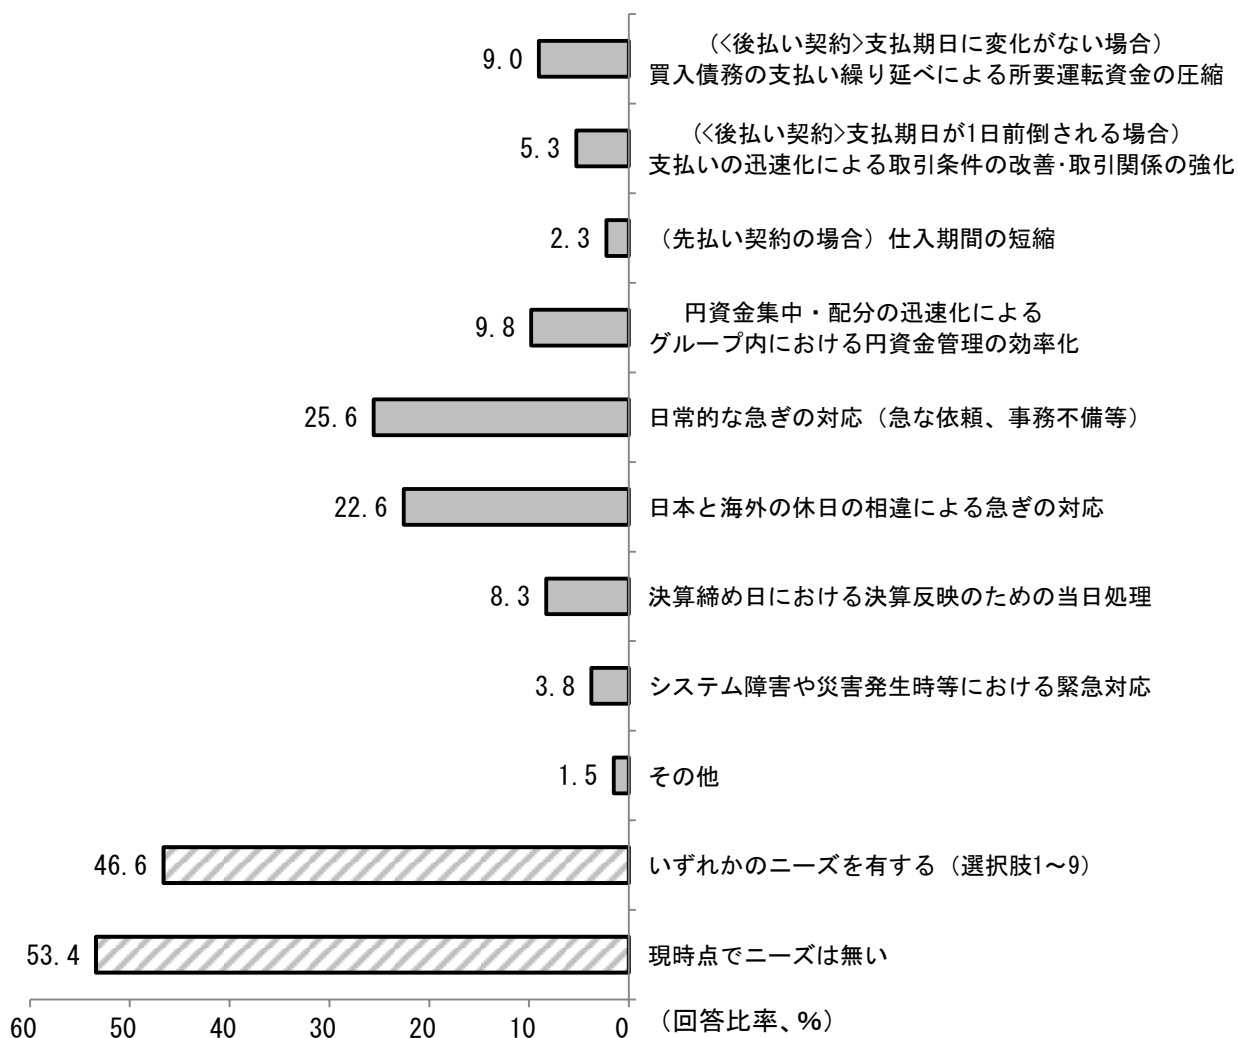 9.0
（<後払い契約>支払期日に変化がない場合）
買入債務の支払い繰り延べによる所要運転資金の圧縮
5.3
（<後払い契約>支払期日が1日前倒される場合）
支払いの迅速化による取引条件の改善･取引関係の強化
2.3
（先払い契約の場合）仕入期間の短縮
9.8
円資金集中・配分の迅速化による
グループ内における円資金管理の効率化
25.6
日常的な急ぎの対応（急な依頼、事務不備等）
22.6
日本と海外の休日の相違による急ぎの対応
8.3
決算締め日における決算反映のための当日処理
3.8
システム障害や災害発生時等における緊急対応
1.5
その他
46.6
いずれかのニーズを有する（選択肢1～9）
53.4
現時点でニーズは無い
60 50 40 30 20 10 0
（回答比率、%）